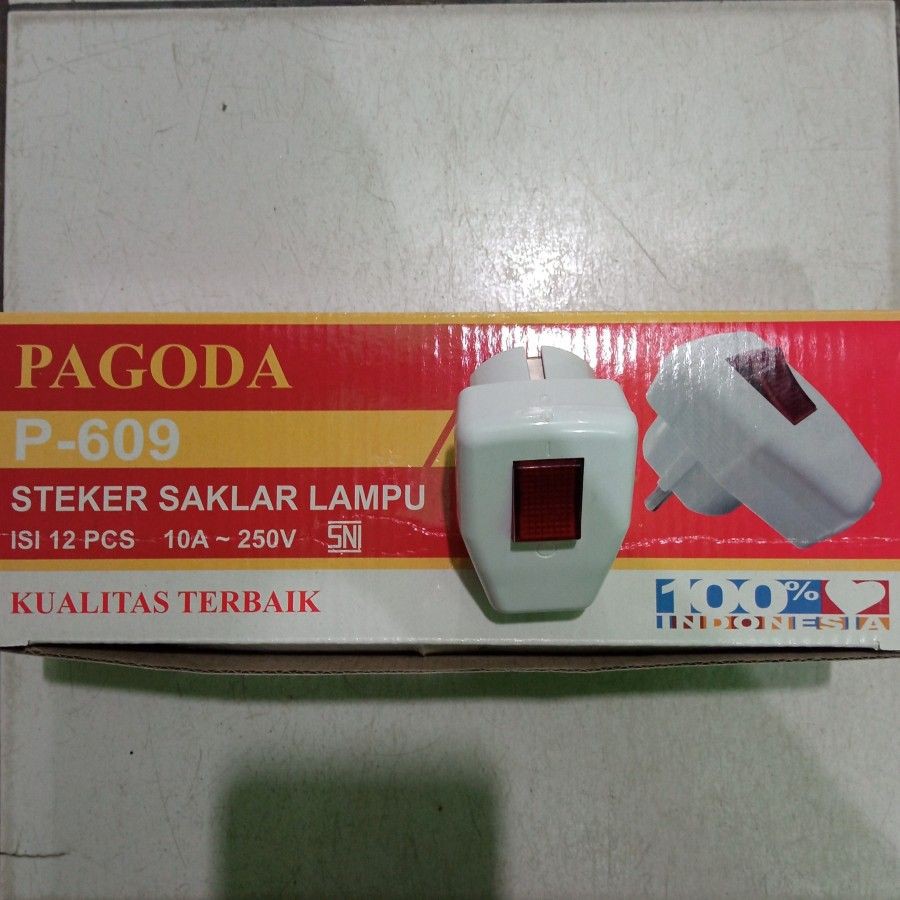 PAGODA
P-609
STEKER SAKLAR LAMPU
ISI 12 PCS 10A ~ 250V SNI
KUALITAS TERBAIK
100%
INDONESIA